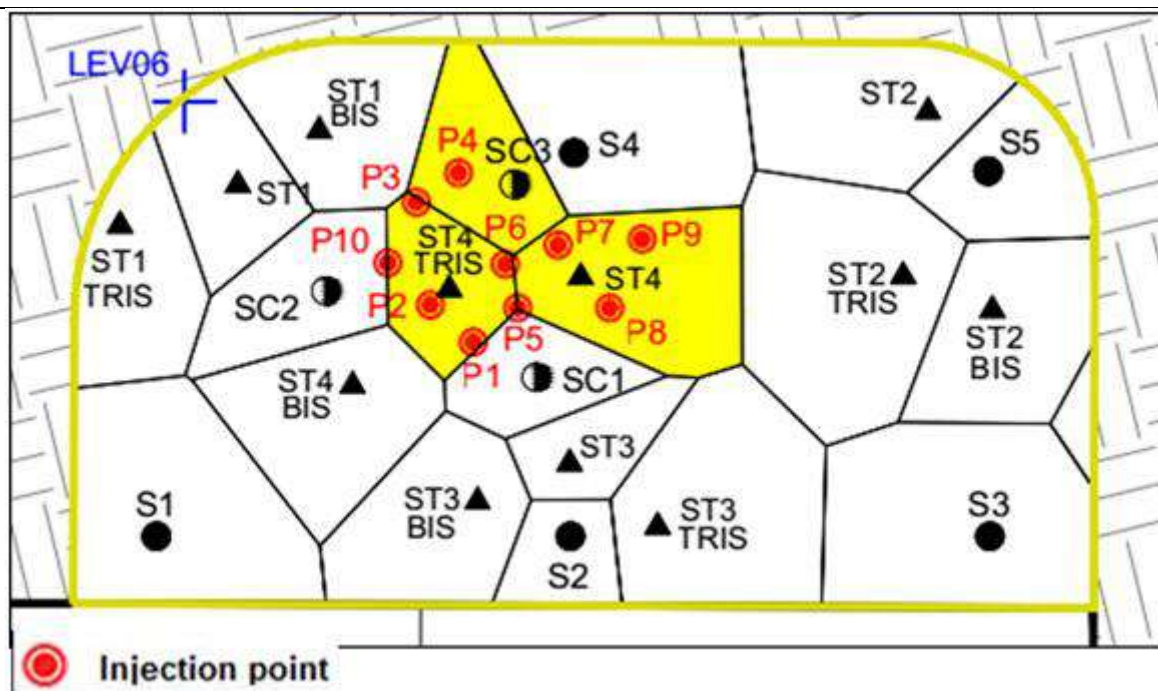 LEV06
ST1
BIS
ST2
P4
SC3
S4
S5
P3
ST1
P6
ST1
TRIS
P10
ST4
TRIS
P7
P9
ST4
ST2
TRIS
SC2
P2
P5
P8
ST2
BIS
P1
SC1
ST4
BIS
ST3
S1
ST3
BIS
ST3
TRIS
S3
S2
Injection point